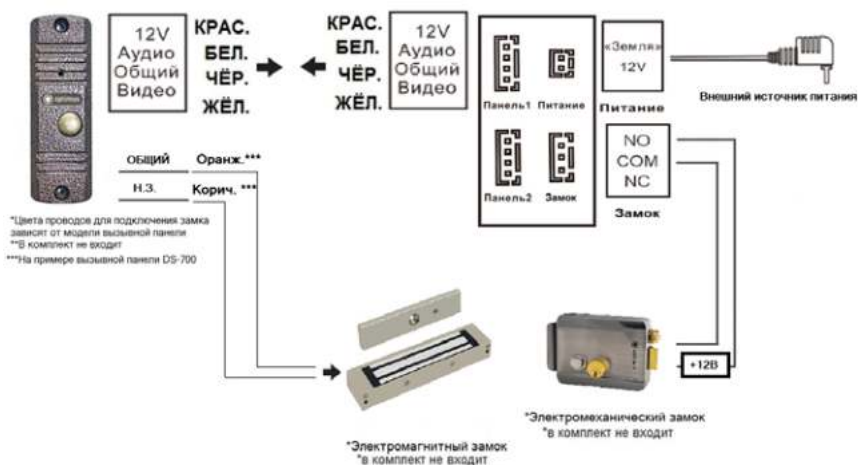 12V
Аудио
Общий
Видео
КРАС.
БЕЛ.
ЧЁР.
ЖЁЛ.
КРАС.
БЕЛ.
ЧЁР.
ЖЁЛ.
12V
Аудио
Общий
Видео
Панель1
Питание
Панель2
Замок
«Земля»
12V
Питание
Внешний источник питания
NO
COM
NC
Замок
ОБЩИЙ
Оранж.***
Н.З.
Корич. ***
*Цвета проводов для подключения замка
зависят от модели вызывной панели
**В комплект не входит
***На примере вызывной панели DS-700
+12В
*Электромеханический замок
*в комплект не входит
*Электромагнитный замок
*в комплект не входит